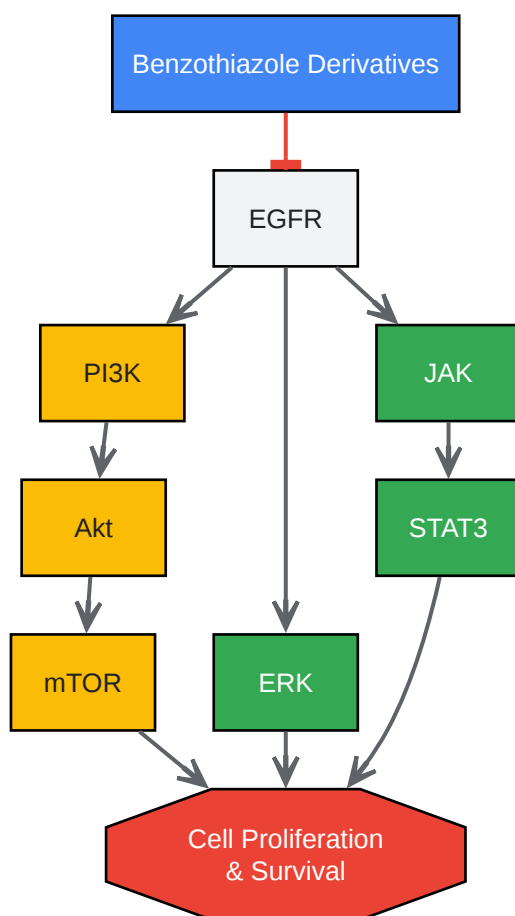 Benzothiazole Derivatives
EGFR
PI3K
JAK
Akt
STAT3
mTOR
ERK
Cell Proliferation
& Survival